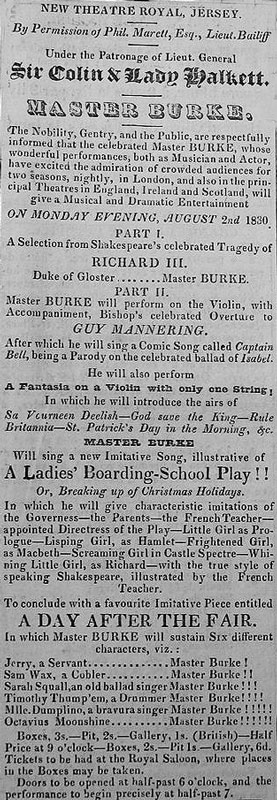 NEW THEATRE ROYAL, JERSEY.
By Permission of Phil. Marett, Esq., Lieut. Bailiff
Under the Patronage of Lieut. General
Sir Colin & Lady Halkett.
MASTER BURKE.
The Nobility, Gentry, and the Public, are respectfully
informed that the celebrated Master BURKE, whose
wonderful performances, both as Musician and Actor,
have excited the admiration of crowded audiences for
two seasons, nightly, in London, and also in the prin-
cipal Theatres in England, Ireland and Scotland, will
give a Musical and Dramatic Entertainment
ON MONDAY EVENING, AUGUST 2nd 1830.
PART I.
A Selection from Shakespeare's celebrated Tragedy of
RICHARD III.
Duke of Gloster ........ Master BURKE.
PART II.
Master BURKE will perform on the Violin, with
Accompaniment, Bishop's celebrated Overture to
GUY MANNERING.
After which he will sing a Comic Song called Captain
Bell, being a Parody on the celebrated ballad of Isabel.
He will also perform
A Fantasia on a Violin with only one String;
In which he will introduce the airs of
Sa Vourneen Deelish—God save the King—Rule
Britannia—St. Patrick's Day in the Morning, &c.
MASTER BURKE
Will sing a new Imitative Song, illustrative of
A Ladies' Boarding-School Play!!
Or, Breaking up of Christmas Holidays.
In which he will give characteristic imitations of
the Governess—the Parents—the French Teacher—
appointed Directress of the Play—Little Girl as Pro-
logue—Lisping Girl, as Hamlet—Frightened Girl,
as Macbeth—Screaming Girl in Castle Spectre—Whi-
ning Little Girl, as Richard—with the true style of
speaking Shakespeare, illustrated by the French
Teacher.
To conclude with a favourite Imitative Piece entitled
A DAY AFTER THE FAIR.
In which Master BURKE will sustain Six different
characters, viz. :
Jerry, a Servant.............Master Burke!
Sam Wax, a Cobler............Master Burke!!
Sarah Squall, an old ballad singer Master Burke!!!
Timothy Thump'em, a Drummer Master Burke!!!!
Mlle. Dumplino, a bravura singer Master Burke!!!!!
Octavius Moonshine...........Master Burke!!!!!!
Boxes, 3s.—Pit, 2s.—Gallery, 1s. (British)—Half
Price at 9 o'clock—Boxes, 2s.—Pit 1s.—Gallery, 6d.
Tickets to be had at the Royal Saloon, where places
in the Boxes may be taken.
Doors to be opened at half-past 6 o'clock, and the
performance to begin precisely at half-past 7.